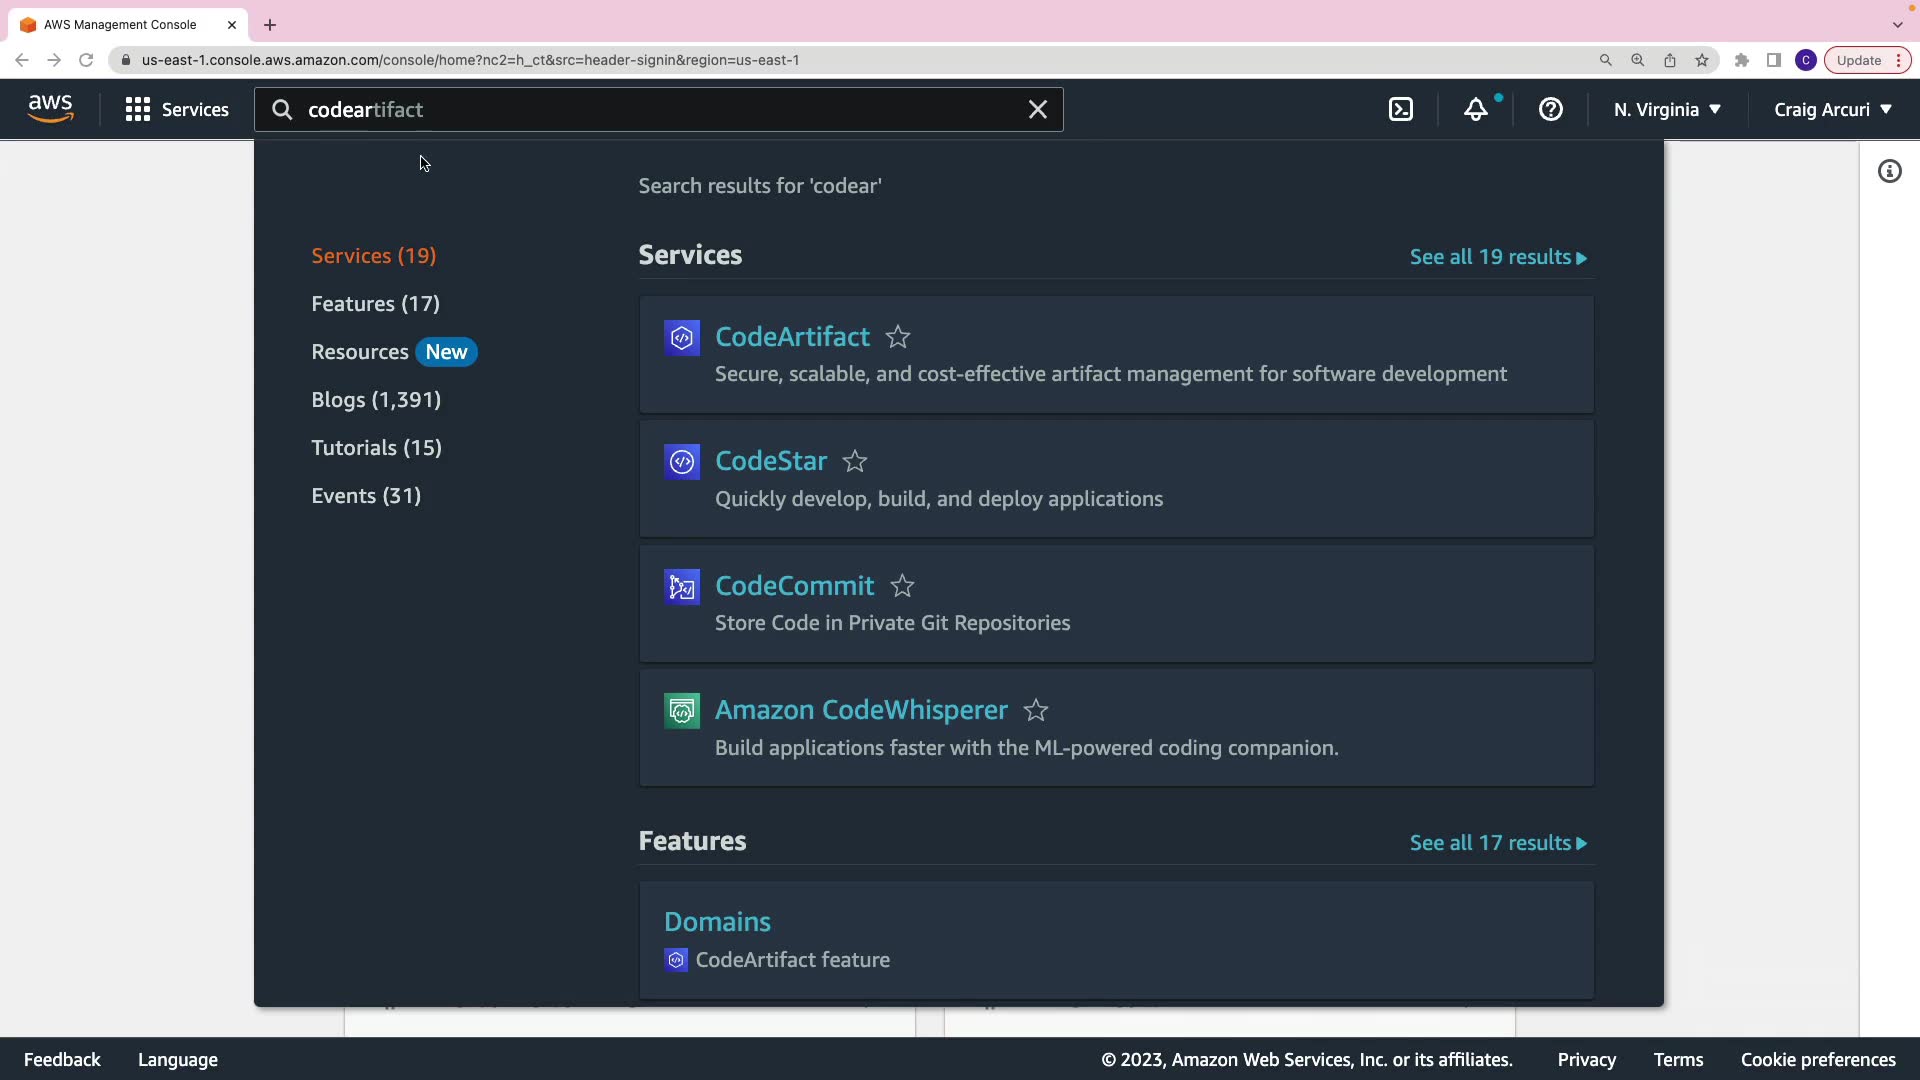 AWS Management Console
us-east-1.console.aws.amazon.com/console/home?nc2=h_ct&src=header-signin&region=us-east-1
C
Update
aws
Services
codeartifact
N. Virginia
Craig Arcuri
Search results for 'codear'
Services (19)
Features (17)
Resources New
Blogs (1,391)
Tutorials (15)
Events (31)
Services
See all 19 results
CodeArtifact
Secure, scalable, and cost-effective artifact management for software development
CodeStar
Quickly develop, build, and deploy applications
CodeCommit
Store Code in Private Git Repositories
Amazon CodeWhisperer
Build applications faster with the ML-powered coding companion.
Features
See all 17 results
Domains
CodeArtifact feature
Feedback
Language
© 2023, Amazon Web Services, Inc. or its affiliates.
Privacy
Terms
Cookie preferences